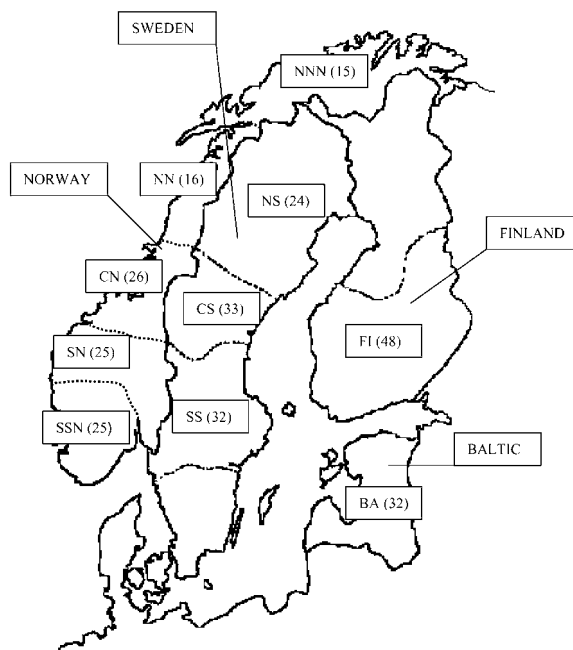 SWEDEN
NNN (15)
NN (16)
NORWAY
NS (24)
FINLAND
CN (26)
CS (33)
FI (48)
SN (25)
SSN (25)
SS (32)
BALTIC
BA (32)